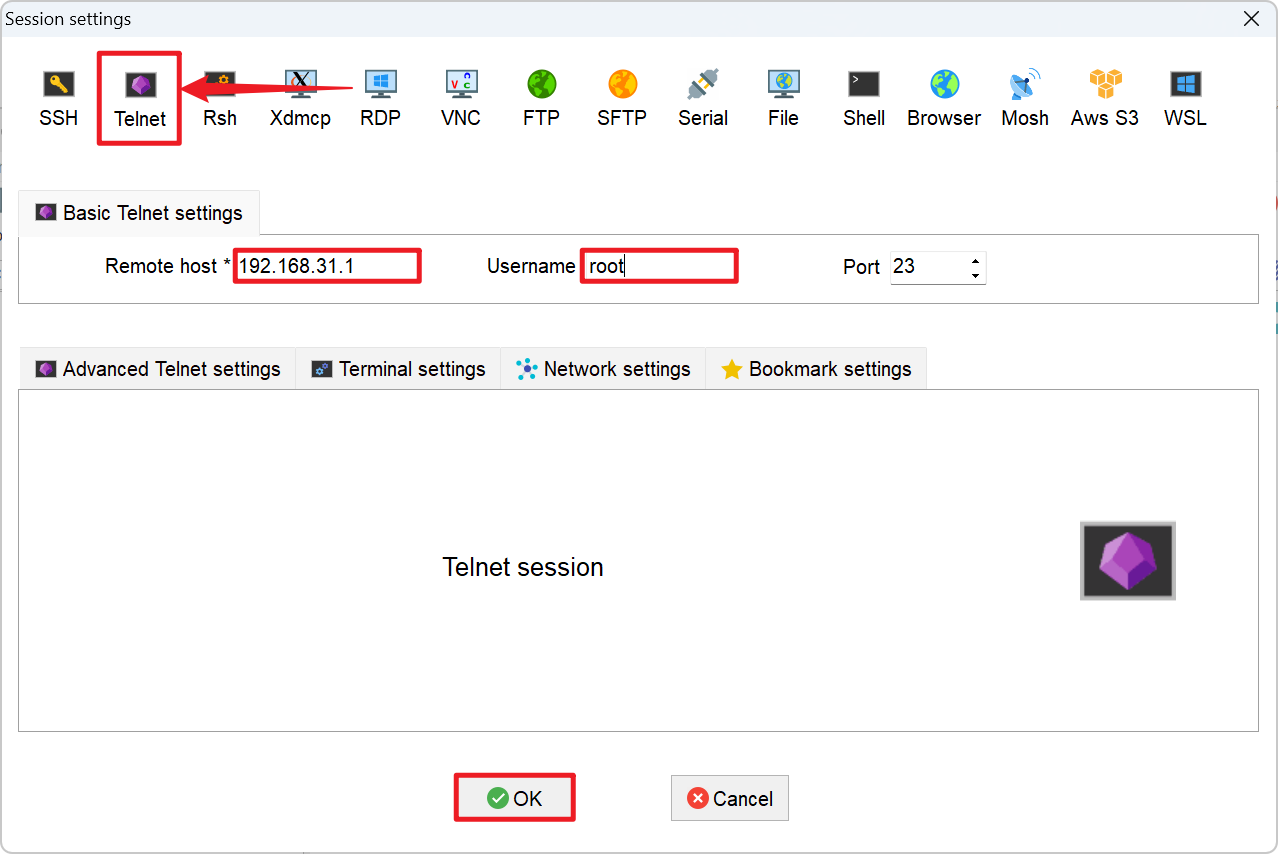 Session settings
SSH Telnet Rsh Xdmcp RDP VNC FTP SFTP Serial File Shell Browser Mosh Aws S3 WSL
Basic Telnet settings
Remote host * 192.168.31.1 Username root Port 23
Advanced Telnet settings Terminal settings Network settings Bookmark settings
Telnet session
OK Cancel